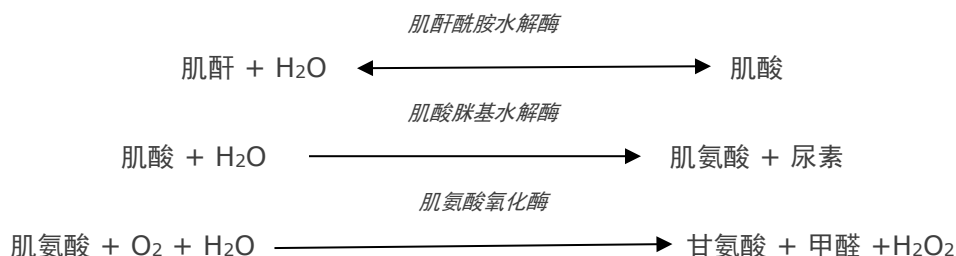 肌酐酰胺水解酶
肌酐 + H₂O 肌酸
肌酸脒基水解酶
肌酸 + H₂O 肌氨酸 + 尿素
肌氨酸氧化酶
肌氨酸 + O₂ + H₂O 甘氨酸 + 甲醛 +H₂O₂